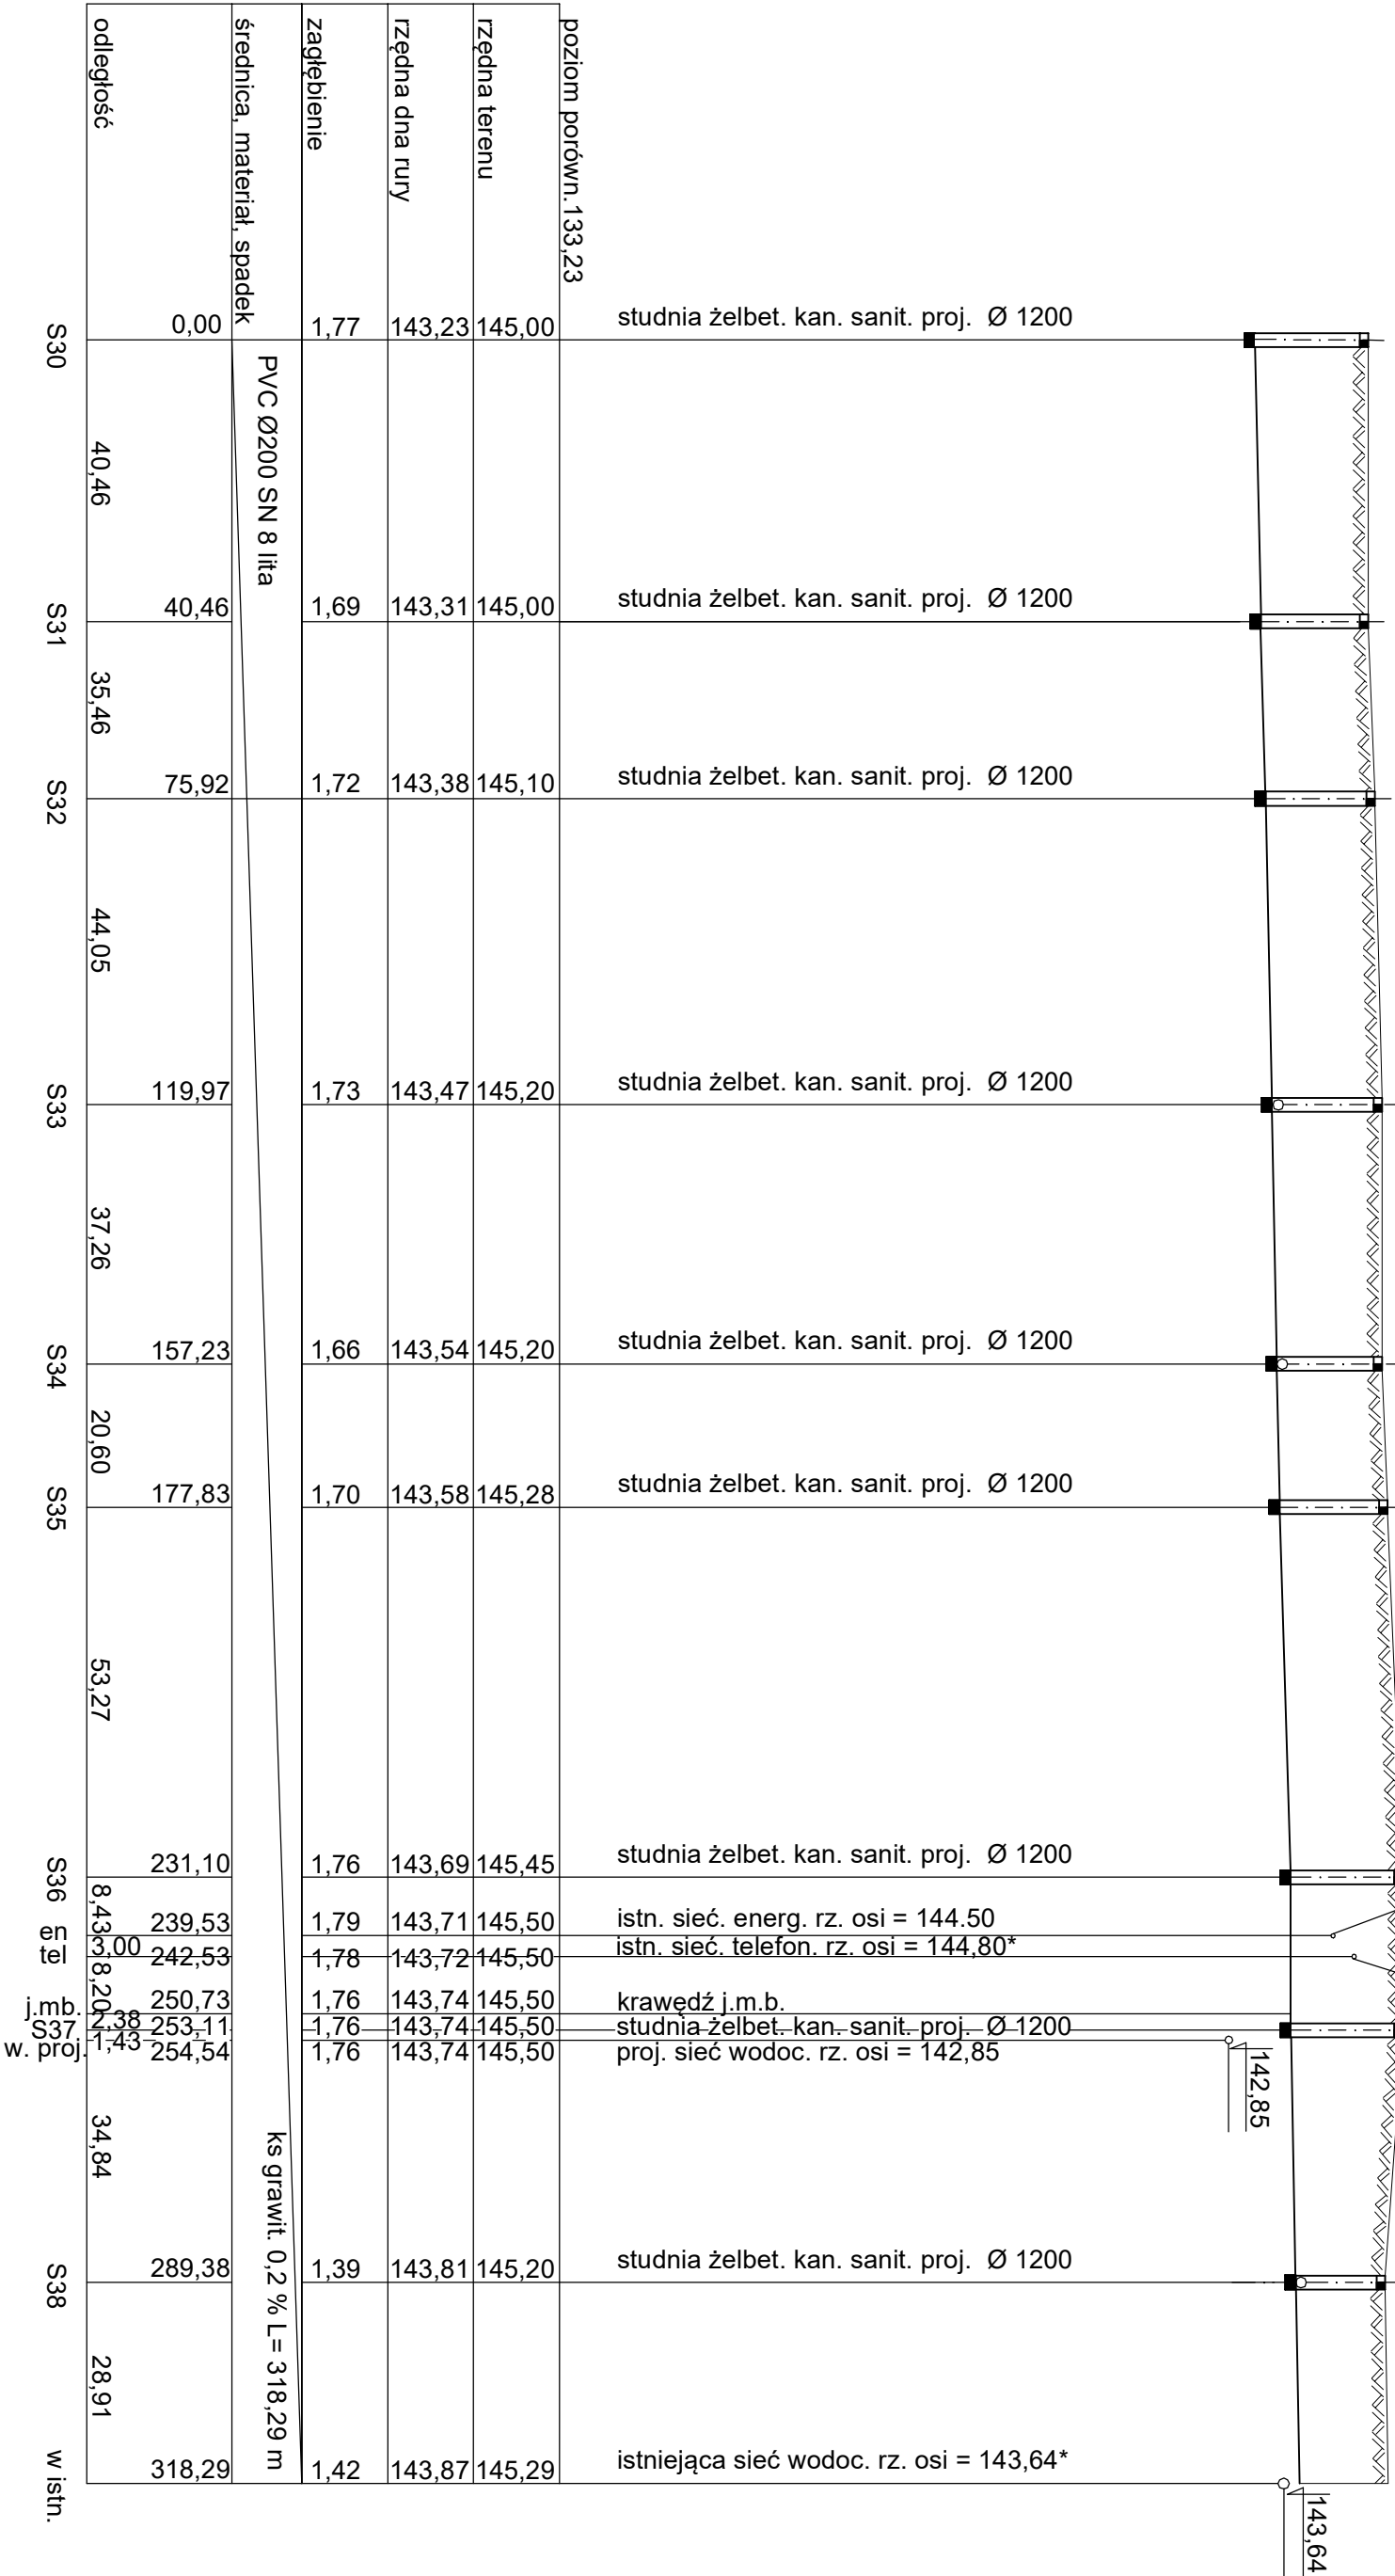 poziom porówn. 133,23
rzędna terenu
rzędna dna rury
zagłębienie
średnica, materiał, spadek
odległość
S30
0,00
1,77
143,23
145,00
studnia żelbet. kan. sanit. proj. Ø 1200
PVC Ø200 SN 8 lita
40,46
S31
40,46
1,69
143,31
145,00
studnia żelbet. kan. sanit. proj. Ø 1200
35,46
S32
75,92
1,72
143,38
145,10
studnia żelbet. kan. sanit. proj. Ø 1200
44,05
S33
119,97
1,73
143,47
145,20
studnia żelbet. kan. sanit. proj. Ø 1200
37,26
S34
157,23
1,66
143,54
145,20
studnia żelbet. kan. sanit. proj. Ø 1200
20,60
S35
177,83
1,70
143,58
145,28
studnia żelbet. kan. sanit. proj. Ø 1200
53,27
S36
231,10
1,76
143,69
145,45
studnia żelbet. kan. sanit. proj. Ø 1200
8,43
en
239,53
1,79
143,71
145,50
istn. sieć. energ. rz. osi = 144.50
3,00
tel
242,53
1,78
143,72
145,50
istn. sieć. telefon. rz. osi = 144,80*
8,20
j.mb.
250,73
1,76
143,74
145,50
krawędź j.m.b.
2,38
S37
253,11
1,76
143,74
145,50
studnia żelbet. kan. sanit. proj. Ø 1200
1,43
w. proj.
254,54
1,76
143,74
145,50
proj. sieć wodoc. rz. osi = 142,85
142,85
34,84
ks grawit. 0,2 % L= 318,29 m
S38
289,38
1,39
143,81
145,20
studnia żelbet. kan. sanit. proj. Ø 1200
28,91
w istn.
318,29
1,42
143,87
145,29
istniejąca sieć wodoc. rz. osi = 143,64*
143,64